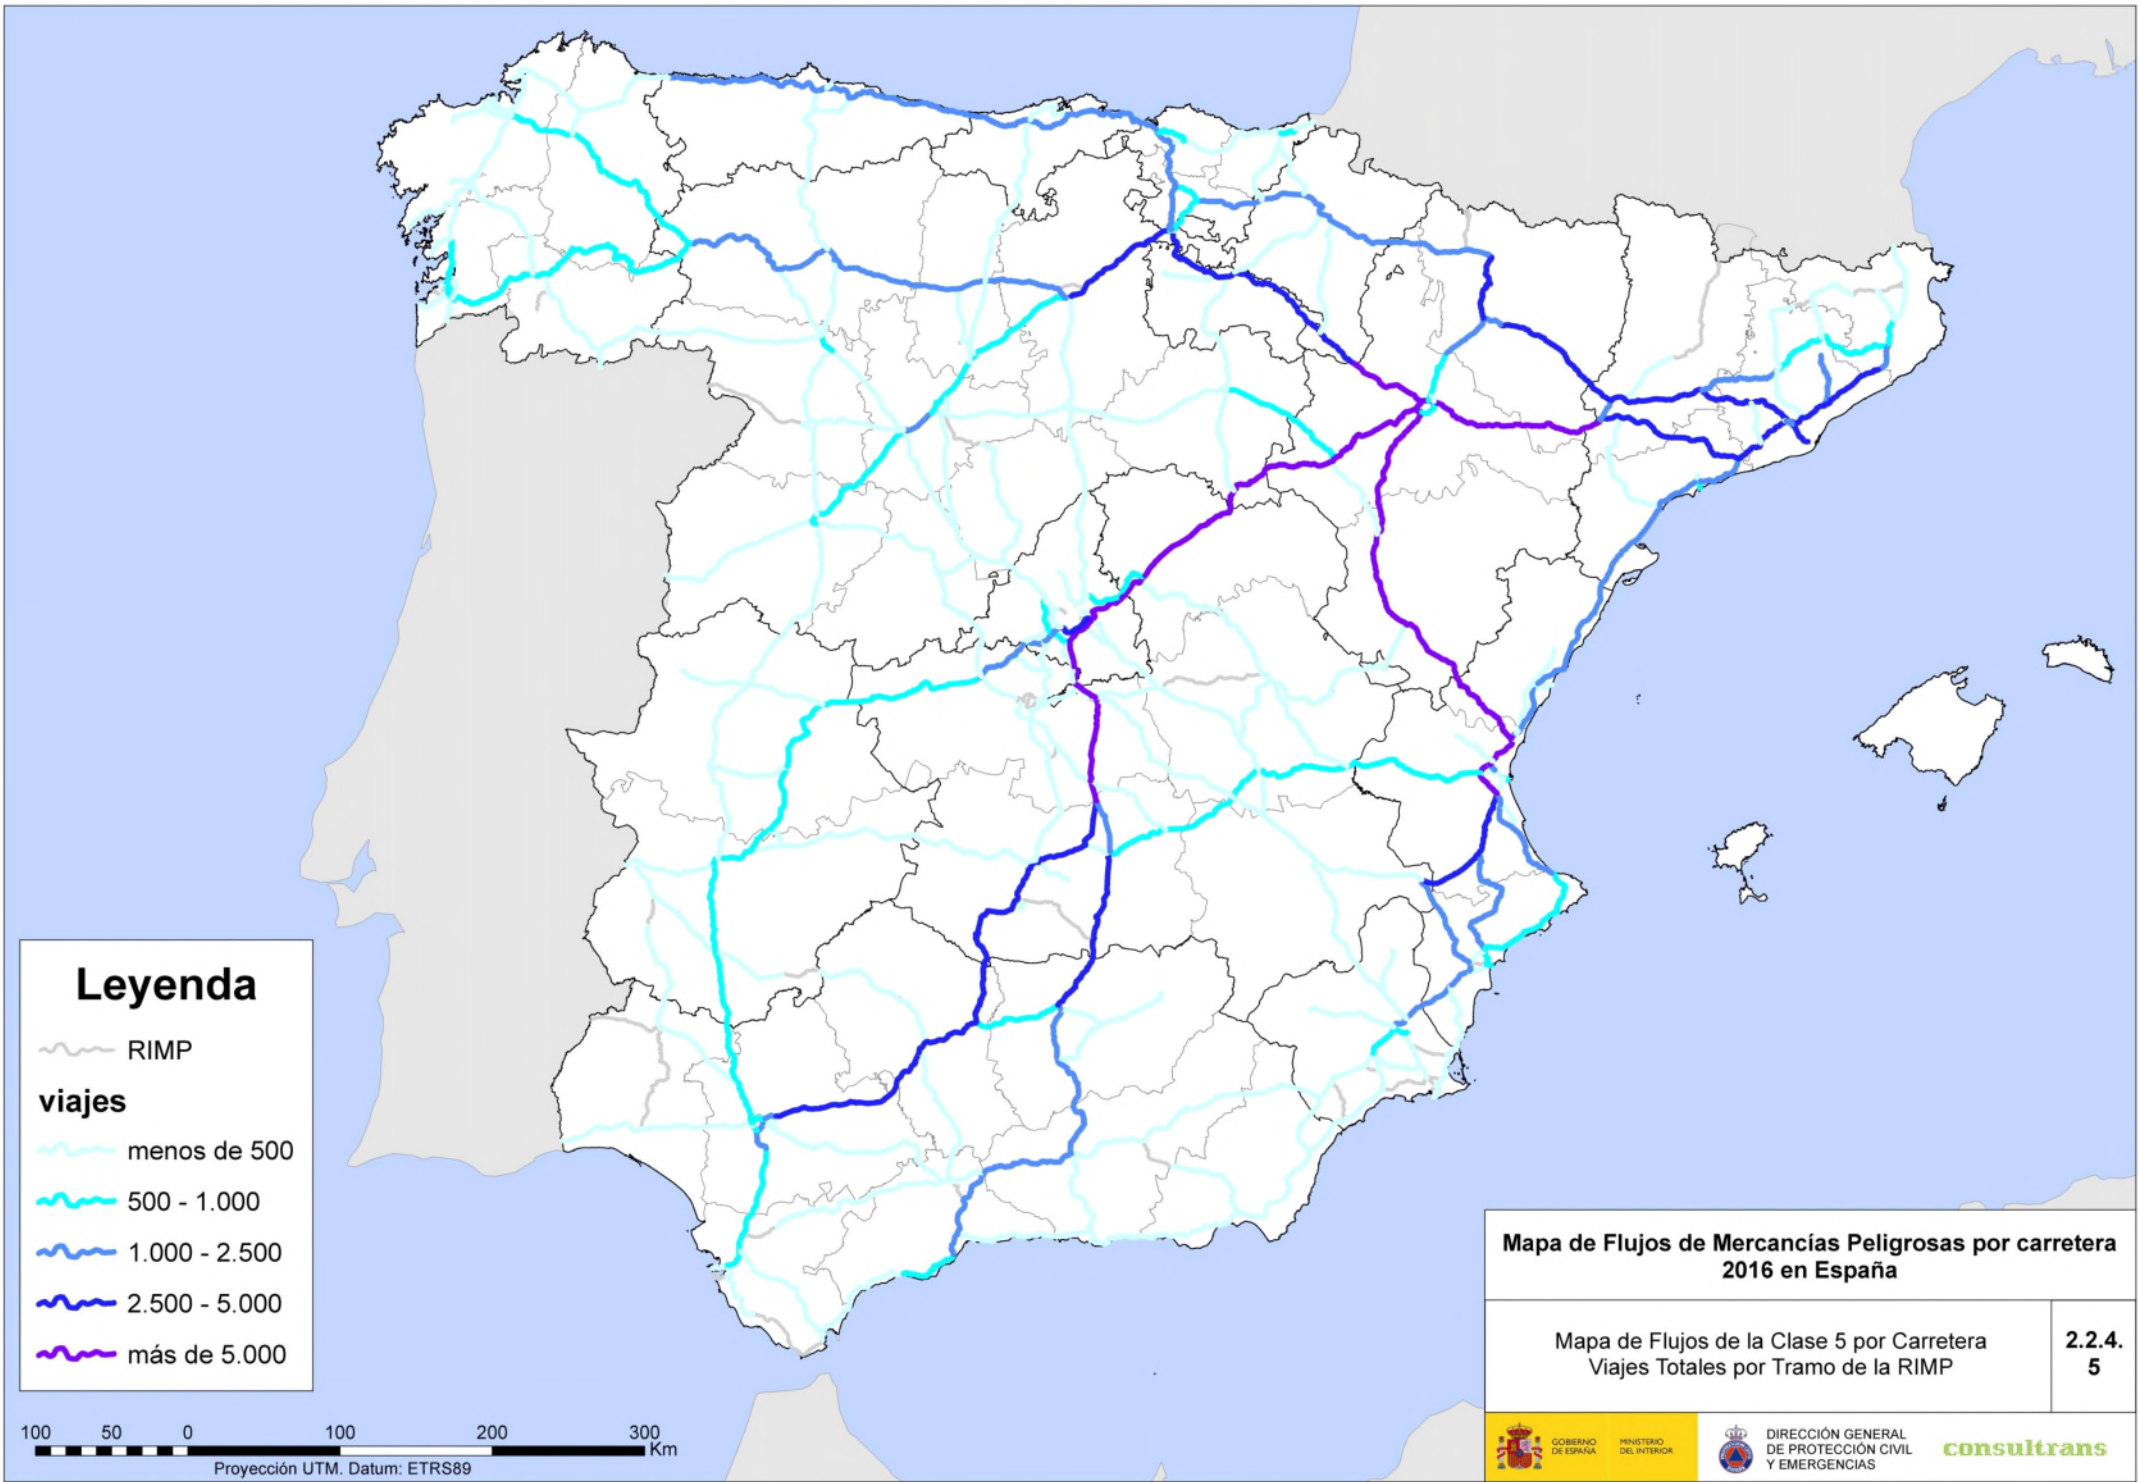 Leyenda
RIMP
viajes
menos de 500
500 - 1.000
1.000 - 2.500
2.500 - 5.000
más de 5.000
100 50 0 100 200 300
Km
Proyección UTM. Datum: ETRS89
Mapa de Flujos de Mercancías Peligrosas por carretera
2016 en España
Mapa de Flujos de la Clase 5 por Carretera
Viajes Totales por Tramo de la RIMP
2.2.4.
5
GOBIERNO
DE ESPAÑA
MINISTERIO
DEL INTERIOR
DIRECCIÓN GENERAL
DE PROTECCIÓN CIVIL
Y EMERGENCIAS
consultrans